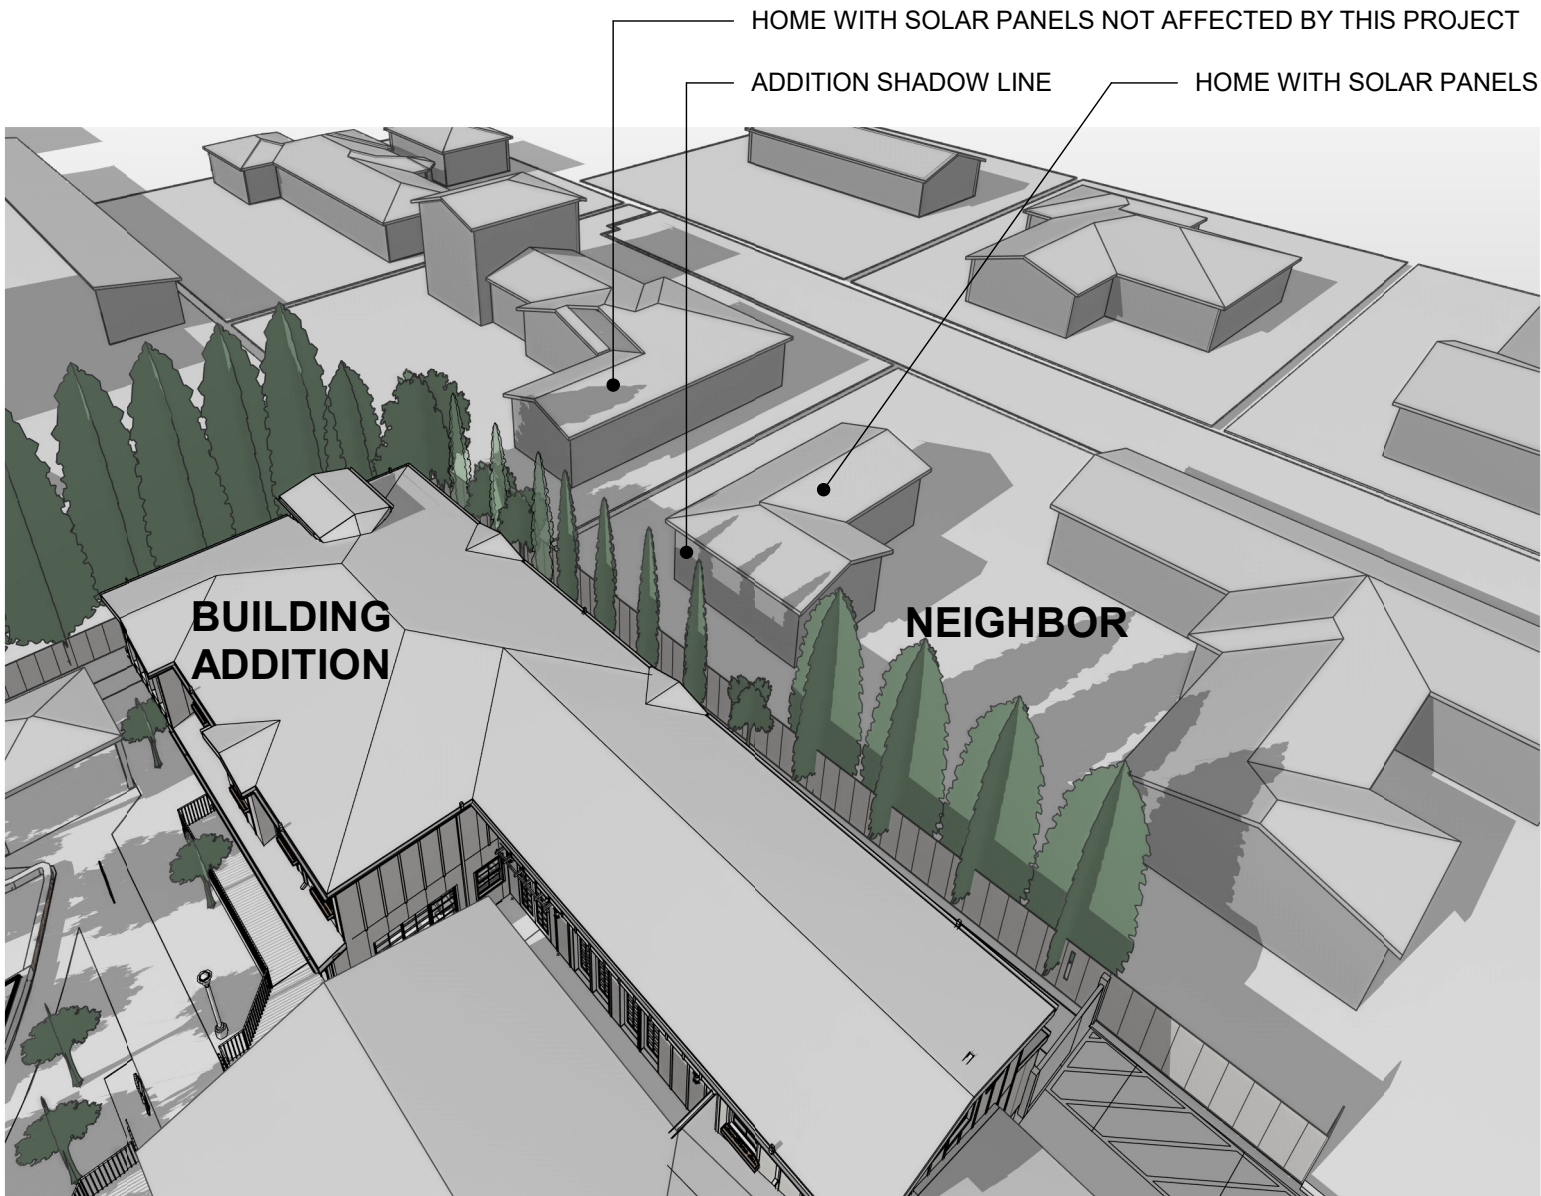 HOME WITH SOLAR PANELS NOT AFFECTED BY THIS PROJECT
ADDITION SHADOW LINE
HOME WITH SOLAR PANELS
BUILDING
ADDITION
NEIGHBOR